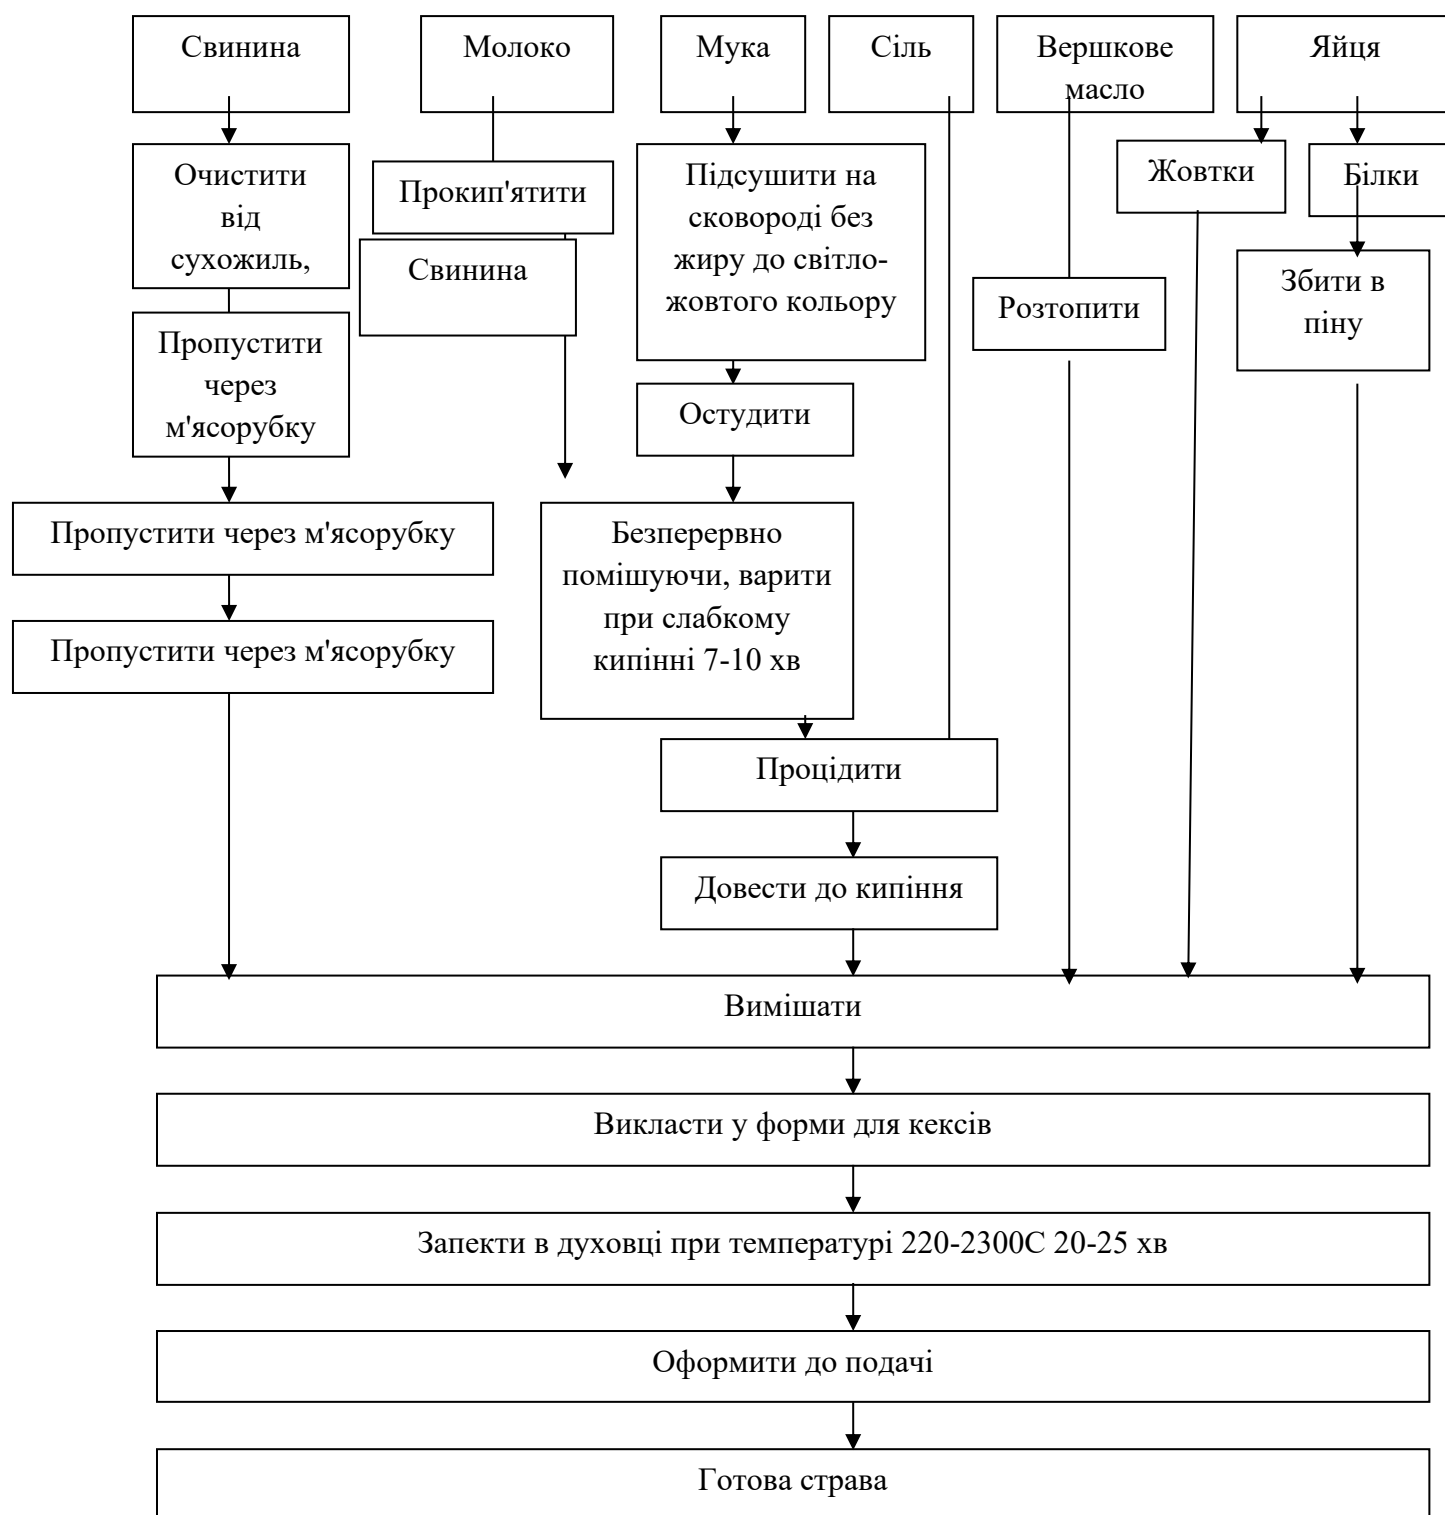 Свинина
Молоко
Мука
Сіль
Вершкове
масло
Яйця
Очистити
від
сухожиль,
Прокип'ятити
Свинина
Підсушити на
сковороді без
жиру до світло-
жовтого кольору
Жовтки
Білки
Розтопити
Збити в
піну
Пропустити
через
м'ясорубку
Остудити
Пропустити через м'ясорубку
Безперервно
помішуючи, варити
при слабкому
кипінні 7-10 хв
Пропустити через м'ясорубку
Процідити
Довести до кипіння
Вимішати
Викласти у форми для кексів
Запекти в духовці при температурі 220-2300С 20-25 хв
Оформити до подачі
Готова страва